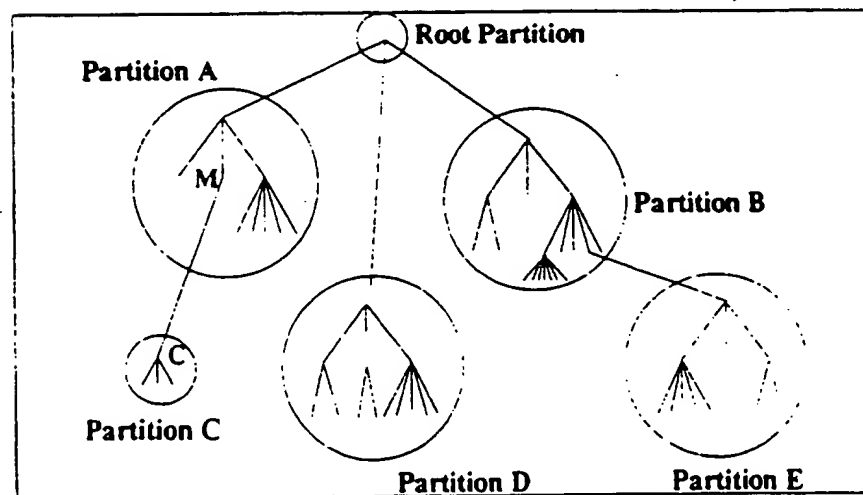 Root Partition
Partition A
M
Partition B
C
Partition C
Partition D
Partition E